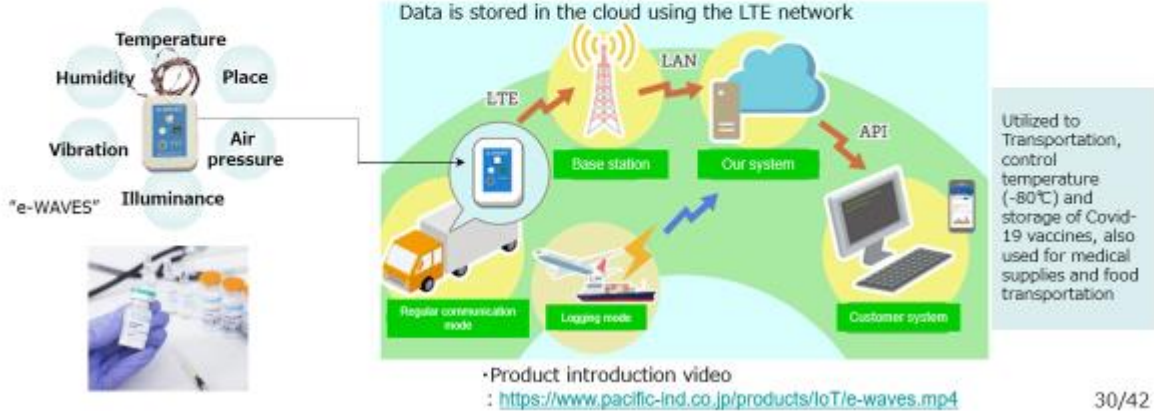 Data is stored in the cloud using the LTE network
Temperature
Humidity
Place
Vibration
Air
pressure
Illuminance
"e-WAVES"
LTE
LAN
API
Base station
Our system
Regular communication
mode
Logging mode
Customer system
Utilized to
Transportation,
control
temperature
(-80℃) and
storage of Covid-
19 vaccines, also
used for medical
supplies and food
transportation
・Product introduction video
: https://www.pacific-ind.co.jp/products/IoT/e-waves.mp4
30/42